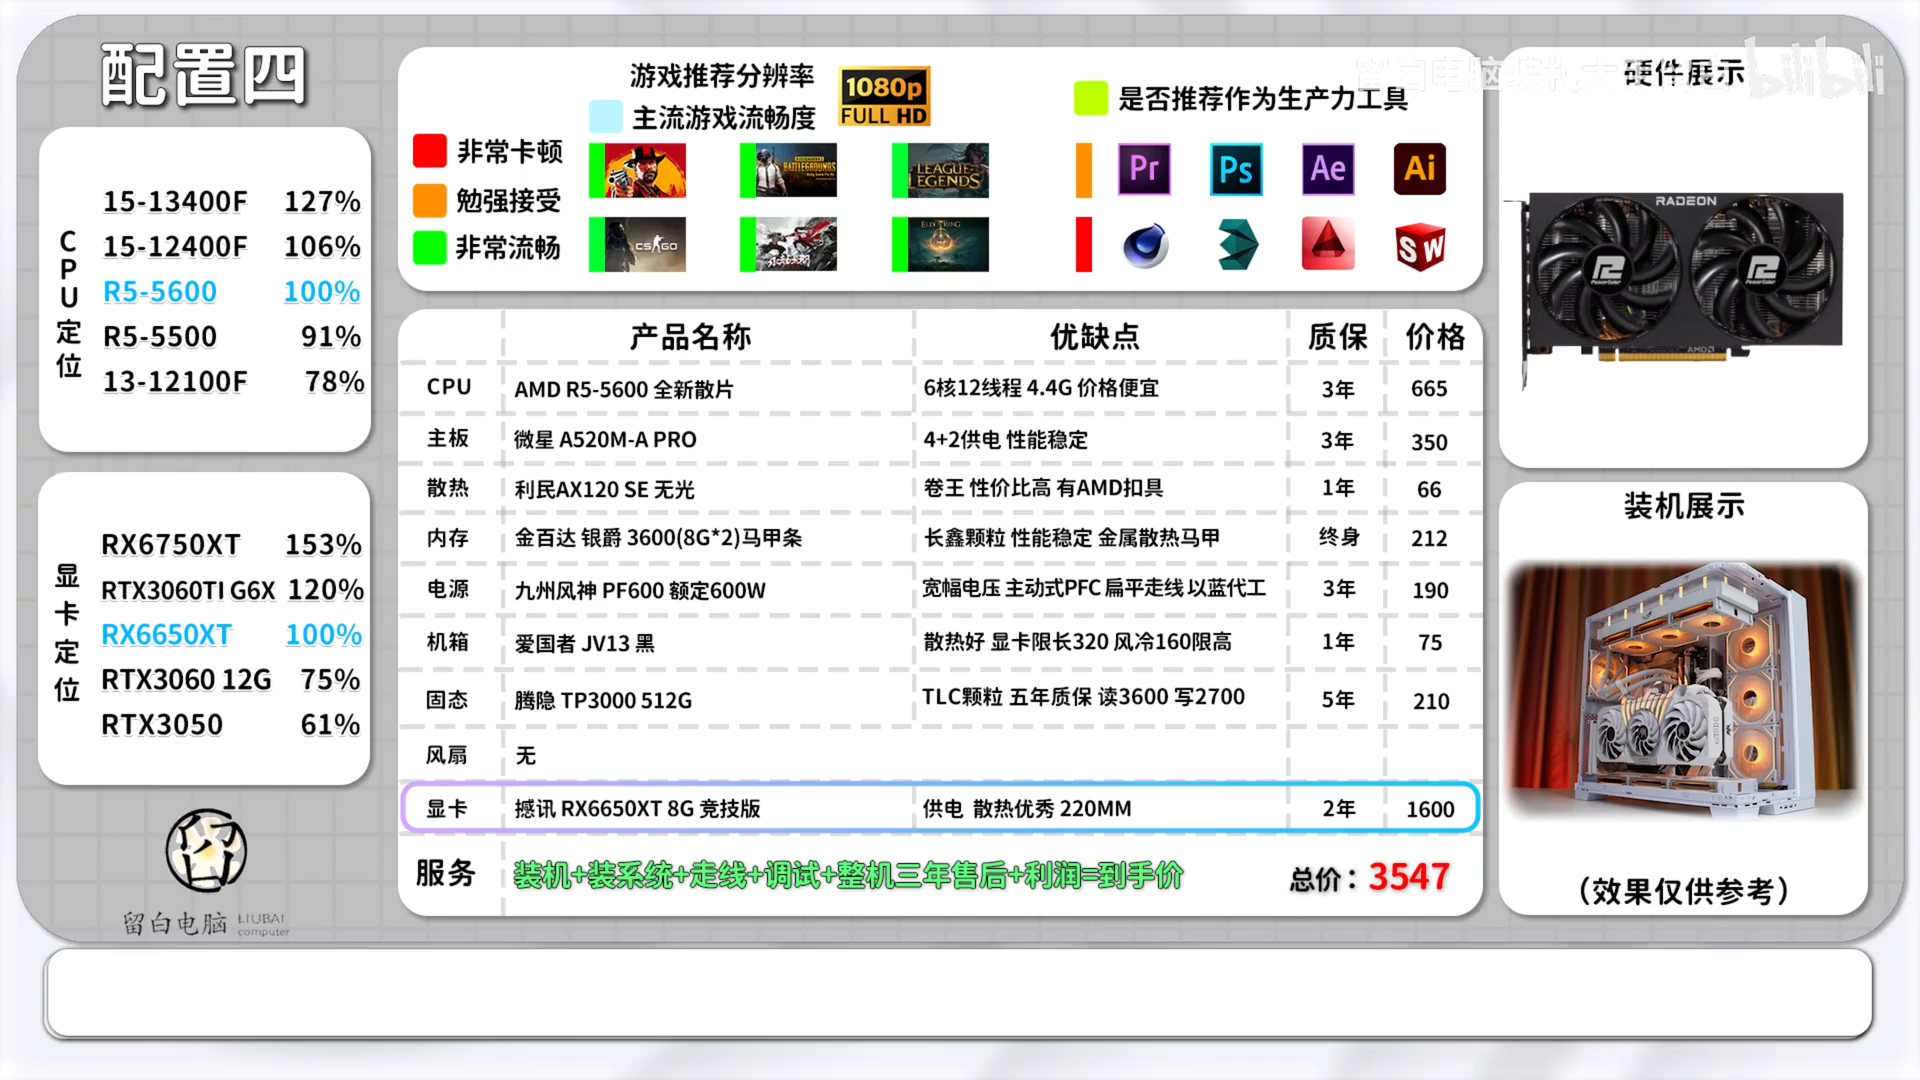 配置四
CPU定位
15-13400F 127%
15-12400F 106%
R5-5600 100%
R5-5500 91%
13-12100F 78%
显卡定位
RX6750XT 153%
RTX3060TI G6X 120%
RX6650XT 100%
RTX3060 12G 75%
RTX3050 61%
留白电脑 LIUBAI computer
游戏推荐分辨率
主流游戏流畅度
1080p
FULL HD
非常卡顿
勉强接受
非常流畅
BATTLEGROUNDS
LEAGUE LEGENDS
CS GO
ELDEN RING
是否推荐作为生产力工具
Pr Ps Ae Ai
SW
产品名称 优缺点 质保 价格
CPU AMD R5-5600 全新散片 6核12线程 4.4G 价格便宜 3年 665
主板 微星 A520M-A PRO 4+2供电 性能稳定 3年 350
散热 利民AX120 SE 无光 卷王 性价比高 有AMD扣具 1年 66
内存 金百达 银爵 3600(8G*2)马甲条 长鑫颗粒 性能稳定 金属散热马甲 终身 212
电源 九州风神 PF600 额定600W 宽幅电压 主动式PFC 扁平走线 以蓝代工 3年 190
机箱 爱国者 JV13 黑 散热好 显卡限长320 风冷160限高 1年 75
固态 腾隐 TP3000 512G TLC颗粒 五年质保 读3600 写2700 5年 210
风扇 无
显卡 撼讯 RX6650XT 8G 竞技版 供电 散热优秀 220MM 2年 1600
服务 装机+装系统+走线+调试+整机三年售后+利润=到手价 总价：3547
硬件展示
bilibili
RADEON
PowerColor
PowerColor
AMD
装机展示
（效果仅供参考）